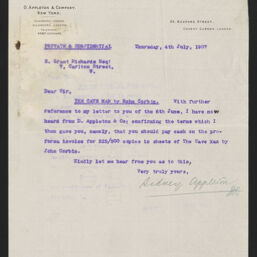 D. APPLETON & COMPANY,
NEW YORK.
25 BEDFORD STREET,
COVENT GARDEN LONDON.
PRIVATE & CONFIDENTIAL
Thursday, 4th July, 1907
E. Grant Richards Esq:
7, Carlton Street,
W.
Dear Sir,
THE CAVE MAN by John Corbin. With further
reference to my letter to you of the 6th June, I have now
heard from D. Appleton & Co; confirming the terms which I
then gave you, namely, that you should pay cash on the pro-
forma invoice for 525/500 copies in sheets of The Cave Man by
John Corbin.
Kindly let me hear from you as to this,
Very truly yours,
Sidney Appleton